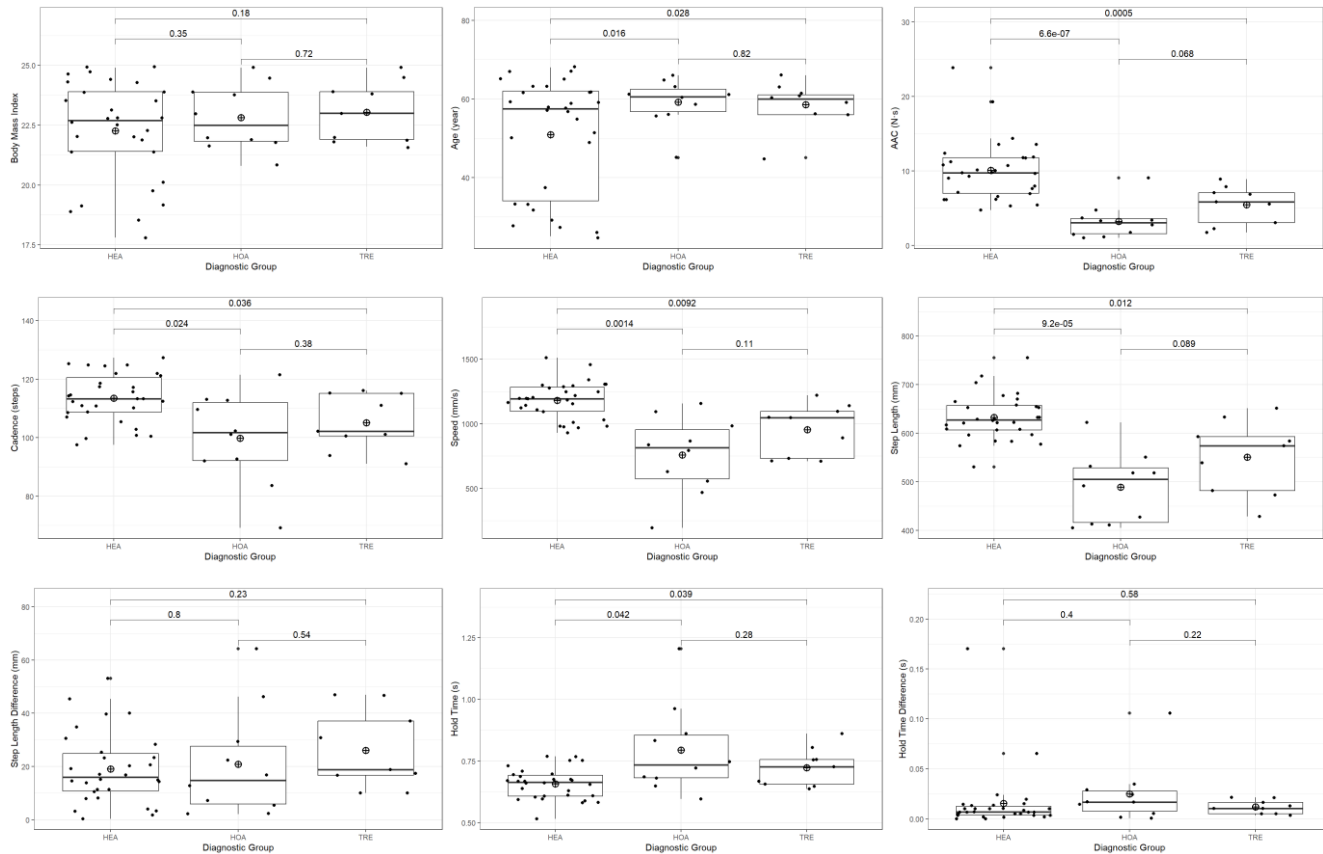 0.18
0.35
0.72
25.0
22.5
20.0
17.5
Body Mass Index
HEA HOA TRE
Diagnostic Group
0.028
0.016
0.82
80
60
40
Age (year)
HEA HOA TRE
Diagnostic Group
0.0005
6.6e-07
0.068
30
20
10
0
AAC (N·s)
HEA HOA TRE
Diagnostic Group
0.036
0.024
0.38
140
120
100
80
Cadence (steps)
HEA HOA TRE
Diagnostic Group
0.0092
0.0014
0.11
1500
1000
500
Speed (mm/s)
HEA HOA TRE
Diagnostic Group
0.012
9.2e-05
0.089
800
700
600
500
400
Step Length (mm)
HEA HOA TRE
Diagnostic Group
0.23
0.8
0.54
80
60
40
20
0
Step Length Difference (mm)
HEA HOA TRE
Diagnostic Group
0.039
0.042
0.28
1.25
1.00
0.75
0.50
Hold Time (s)
HEA HOA TRE
Diagnostic Group
0.58
0.4
0.22
0.20
0.15
0.10
0.05
0.00
Hold Time Difference (s)
HEA HOA TRE
Diagnostic Group